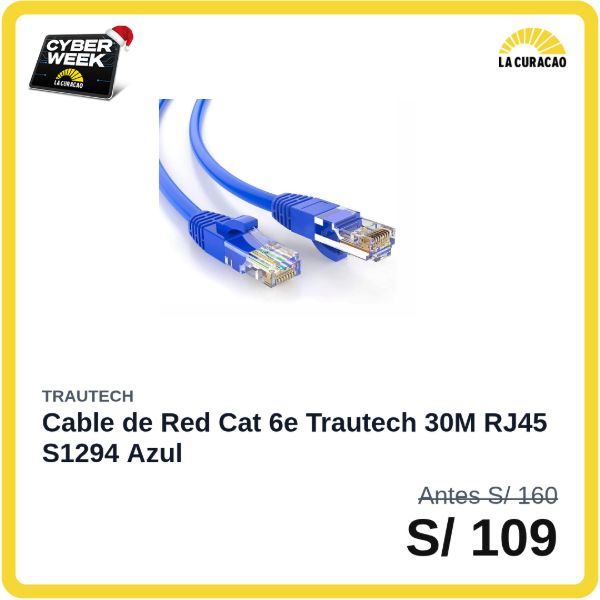 CYBER
WEEK
LA CURACAO
LA CURACAO
TRAUTECH
Cable de Red Cat 6e Trautech 30M RJ45
S1294 Azul
Antes S/ 160
S/ 109